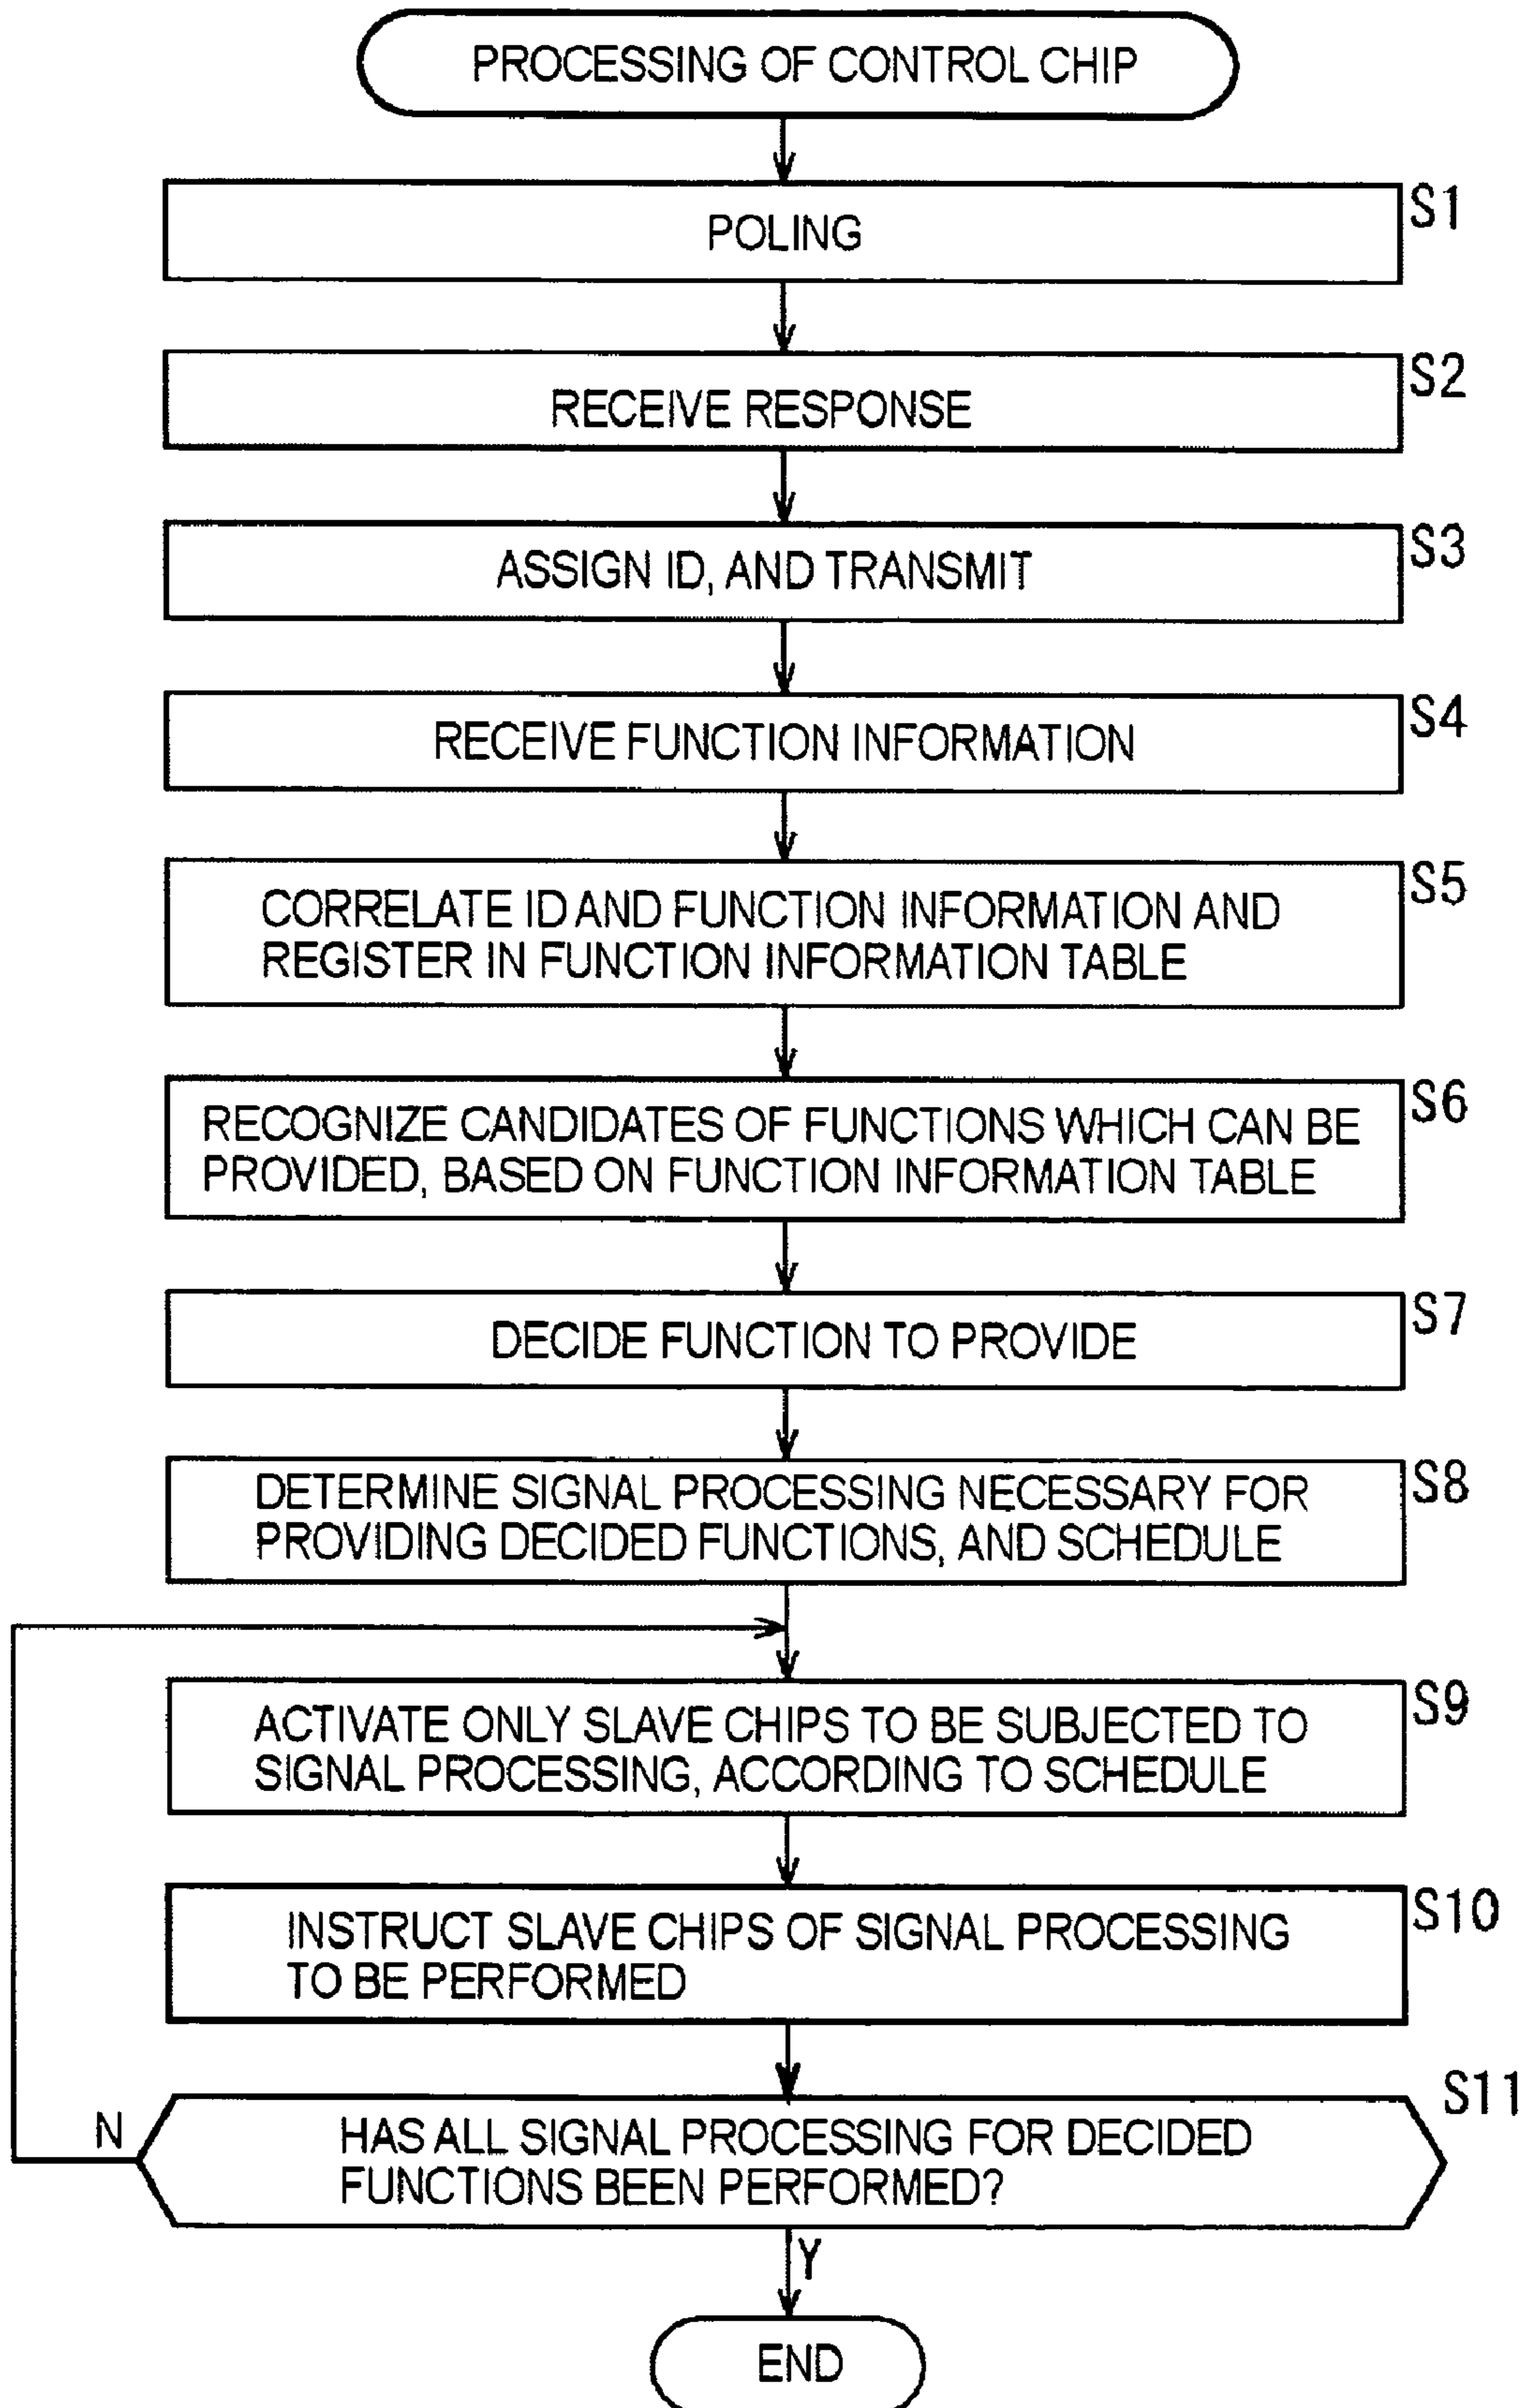 PROCESSING OF CONTROL CHIP
S1
POLING
S2
RECEIVE RESPONSE
S3
ASSIGN ID, AND TRANSMIT
S4
RECEIVE FUNCTION INFORMATION
S5
CORRELATE ID AND FUNCTION INFORMATION AND
REGISTER IN FUNCTION INFORMATION TABLE
S6
RECOGNIZE CANDIDATES OF FUNCTIONS WHICH CAN BE
PROVIDED, BASED ON FUNCTION INFORMATION TABLE
S7
DECIDE FUNCTION TO PROVIDE
S8
DETERMINE SIGNAL PROCESSING NECESSARY FOR
PROVIDING DECIDED FUNCTIONS, AND SCHEDULE
S9
ACTIVATE ONLY SLAVE CHIPS TO BE SUBJECTED TO
SIGNAL PROCESSING, ACCORDING TO SCHEDULE
S10
INSTRUCT SLAVE CHIPS OF SIGNAL PROCESSING
TO BE PERFORMED
S11
N
HAS ALL SIGNAL PROCESSING FOR DECIDED
FUNCTIONS BEEN PERFORMED?
Y
END